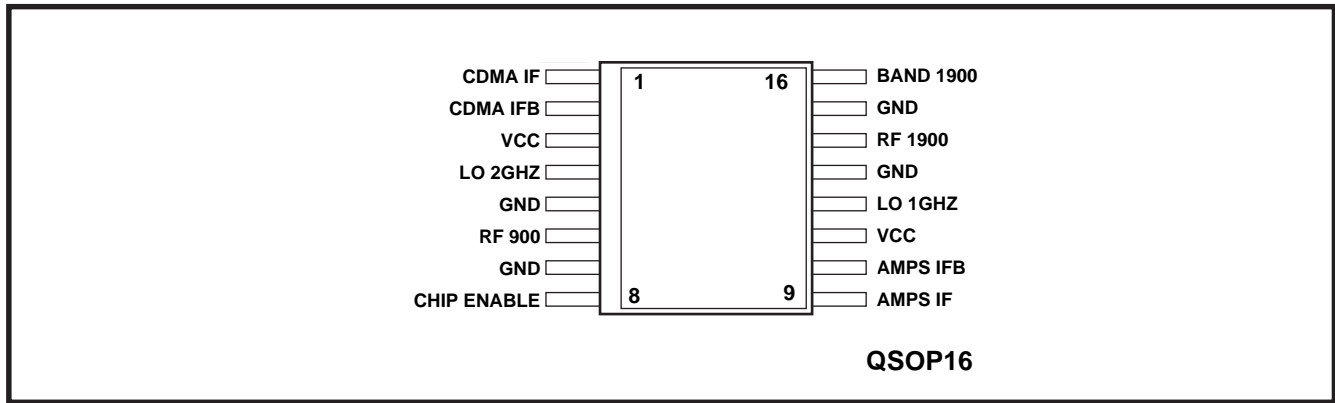 CDMA IF 1 16 BAND 1900
CDMA IFB GND
VCC RF 1900
LO 2GHZ GND
GND LO 1GHZ
RF 900 VCC
GND AMPS IFB
CHIP ENABLE 8 9 AMPS IF
QSOP16